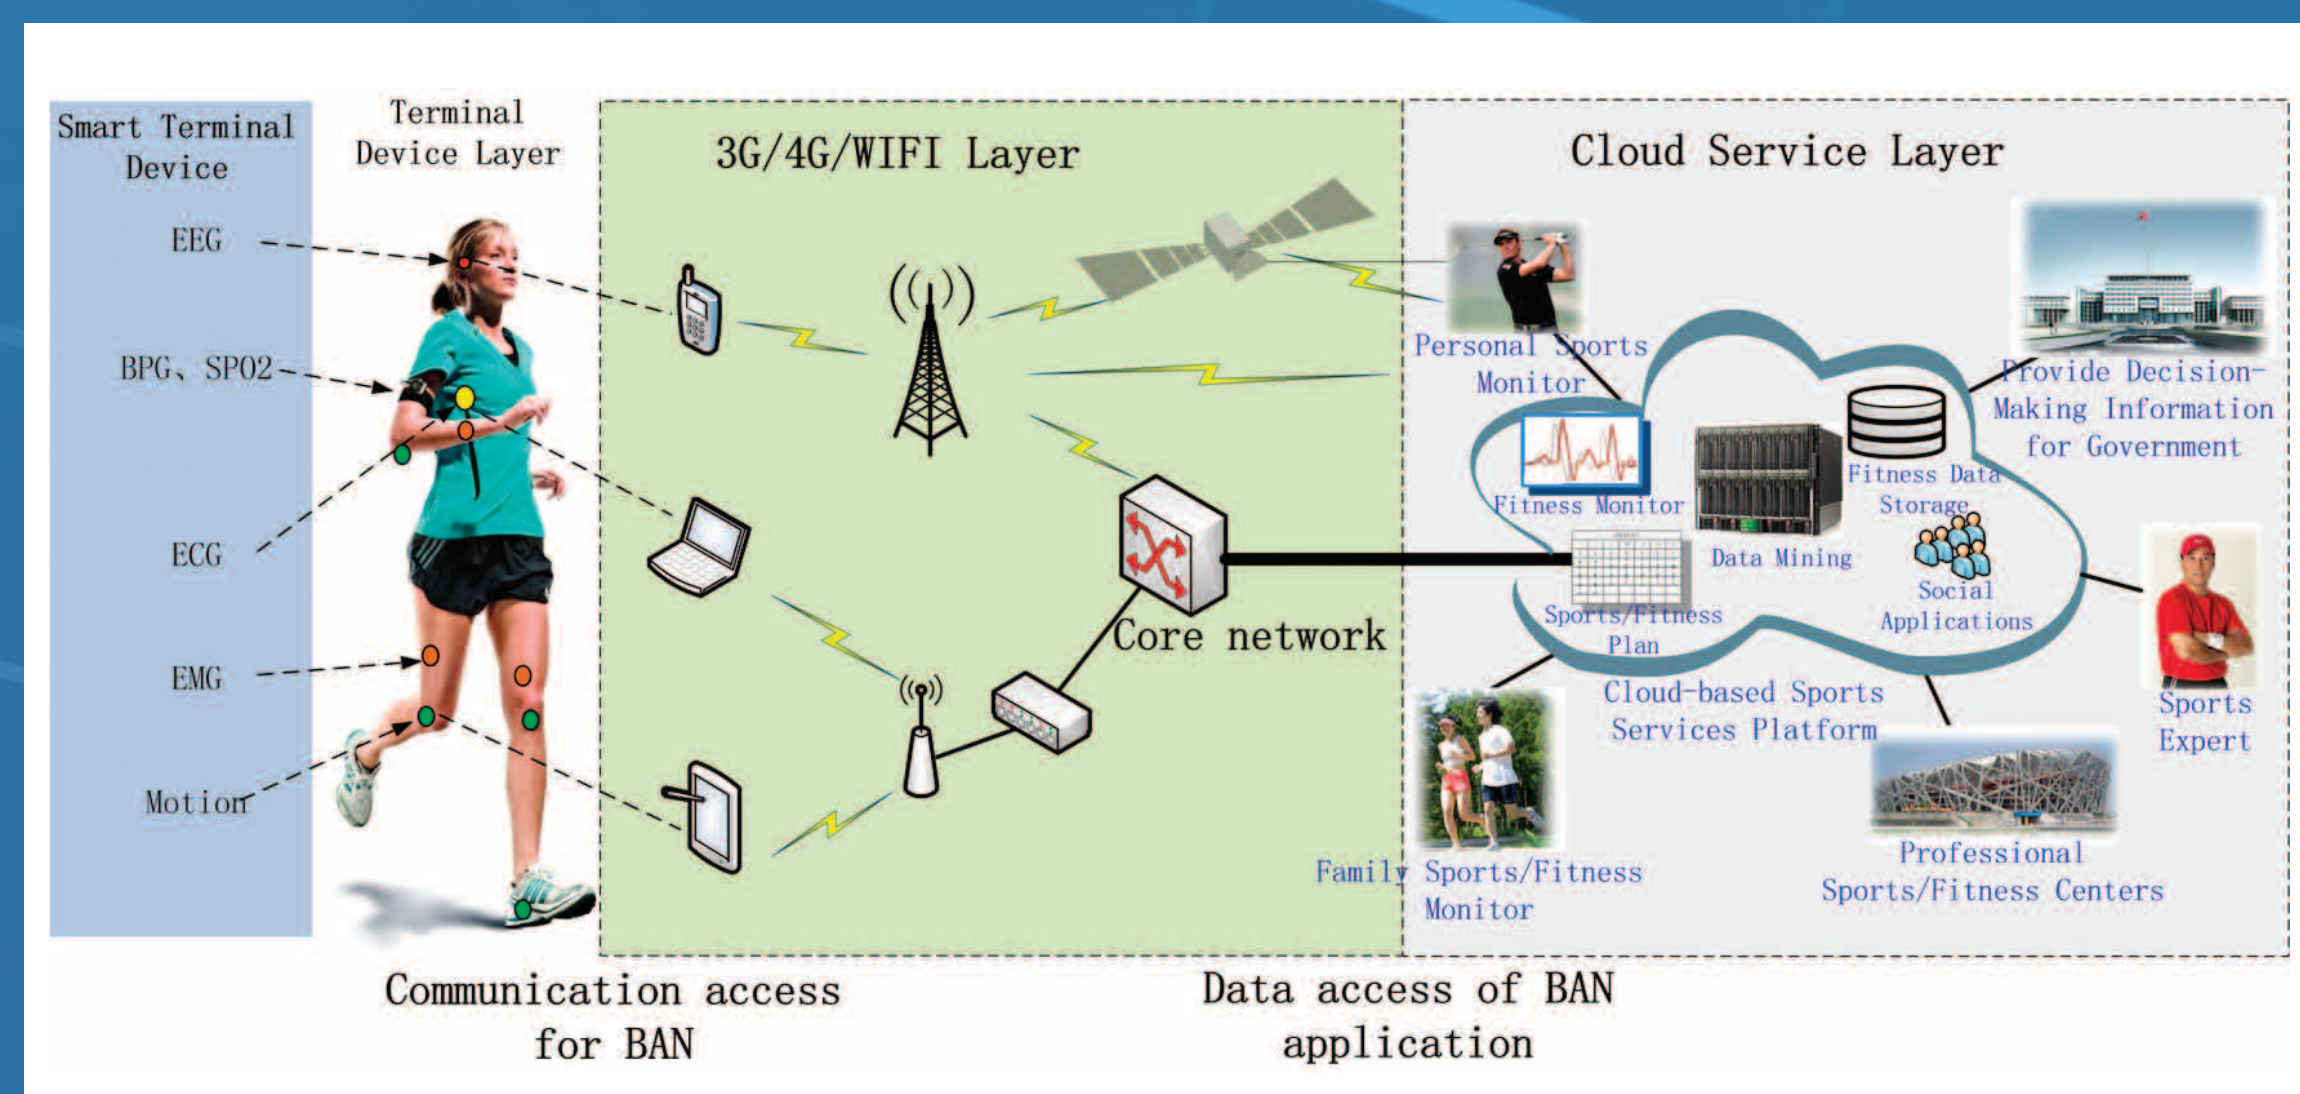 Smart Terminal
Device
EEG
BPG、SPO2
ECG
EMG
Motion
Terminal
Device Layer
3G/4G/WIFI Layer
Core network
Cloud Service Layer
Personal Sports
Monitor
Provide Decision-
Making Information
for Government
Fitness Monitor
Data Mining
Fitness Data
Storage
Social
Applications
Sports/Fitness
Plan
Cloud-based Sports
Services Platform
Sports
Expert
Family Sports/Fitness
Monitor
Professional
Sports/Fitness Centers
Communication access
for BAN
Data access of BAN
application